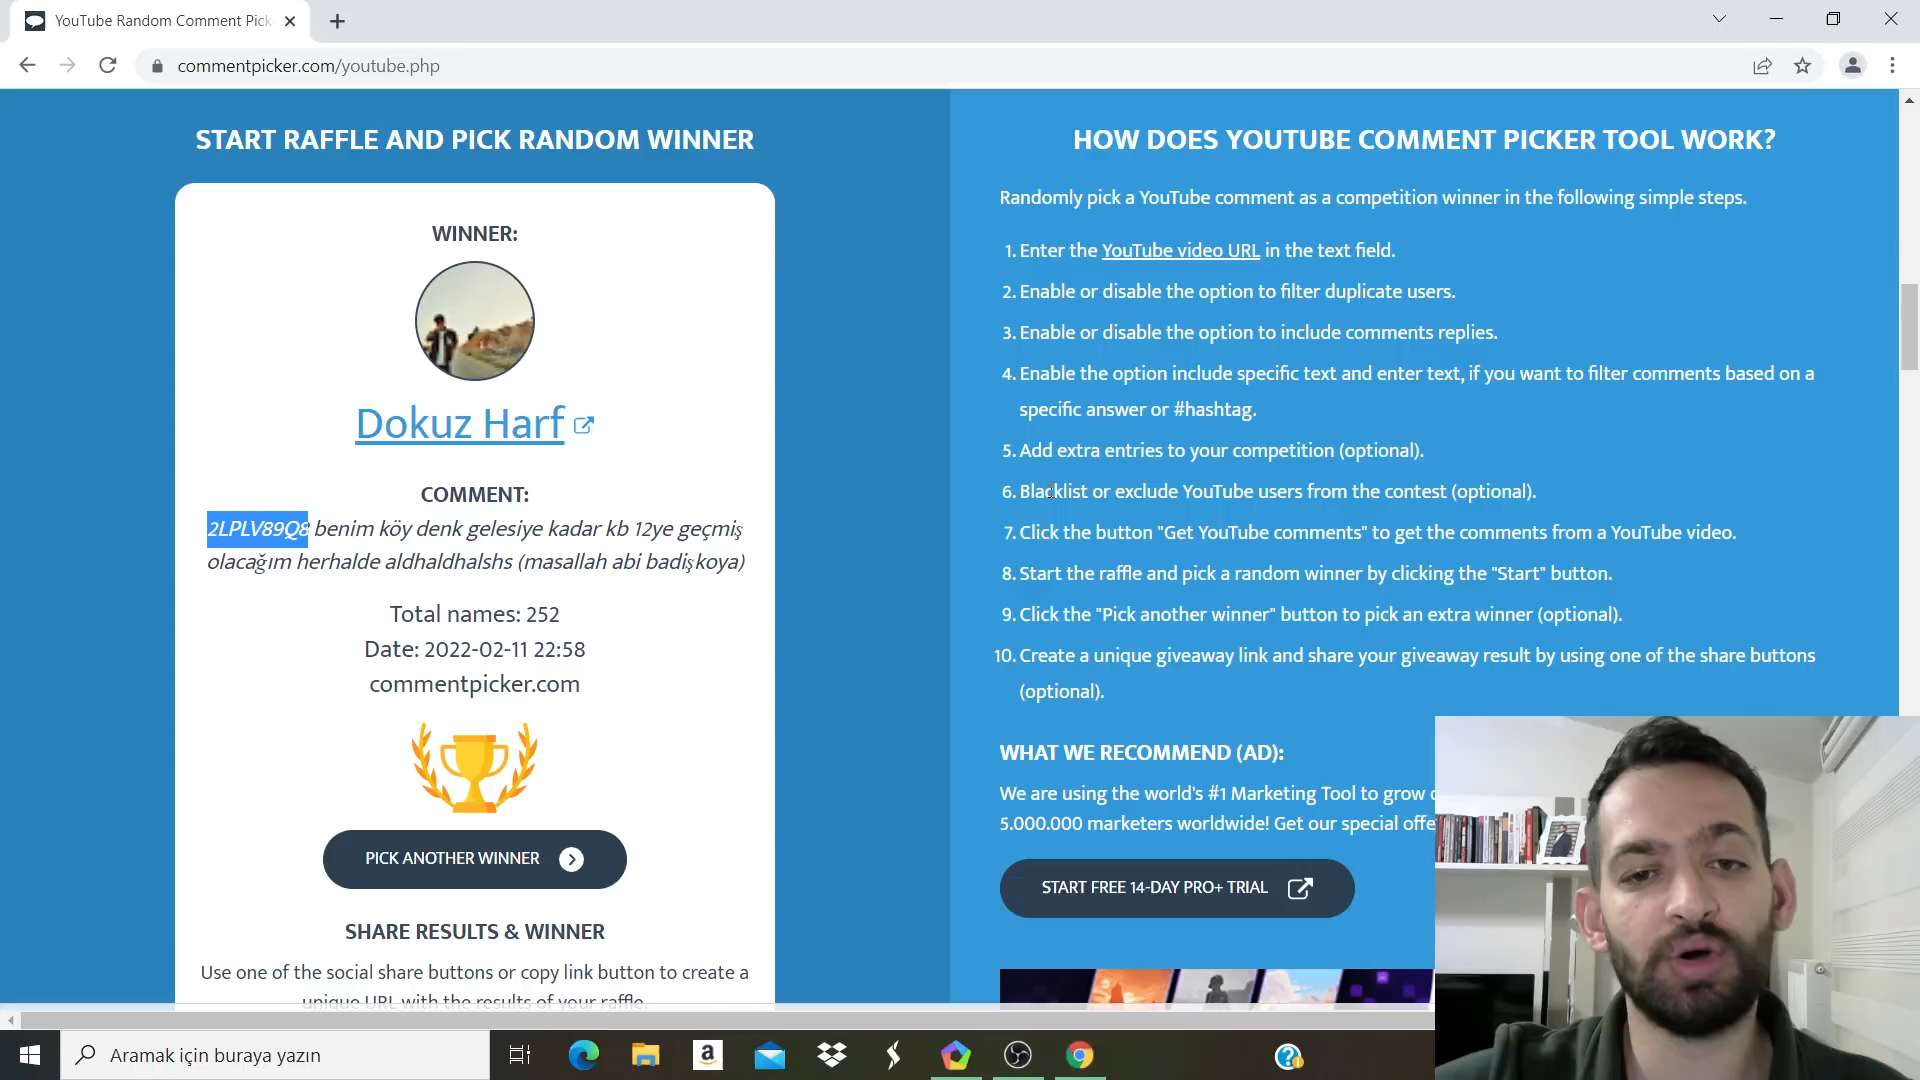 YouTube Random Comment Pick
commentpicker.com/youtube.php
START RAFFLE AND PICK RANDOM WINNER
WINNER:
Dokuz Harf
COMMENT:
2LPLV89Q8 benim köy denk gelesiye kadar kb 12ye geçmiş
olacağım herhalde aldhaldhalshs (masallah abi badişkoya)
Total names: 252
Date: 2022-02-11 22:58
commentpicker.com
PICK ANOTHER WINNER
SHARE RESULTS & WINNER
Use one of the social share buttons or copy link button to create a
unique URL with the results of your raffle.
HOW DOES YOUTUBE COMMENT PICKER TOOL WORK?
Randomly pick a YouTube comment as a competition winner in the following simple steps.
1. Enter the YouTube video URL in the text field.
2. Enable or disable the option to filter duplicate users.
3. Enable or disable the option to include comments replies.
4. Enable the option include specific text and enter text, if you want to filter comments based on a
specific answer or #hashtag.
5. Add extra entries to your competition (optional).
6. Blacklist or exclude YouTube users from the contest (optional).
7. Click the button "Get YouTube comments" to get the comments from a YouTube video.
8. Start the raffle and pick a random winner by clicking the "Start" button.
9. Click the "Pick another winner" button to pick an extra winner (optional).
10. Create a unique giveaway link and share your giveaway result by using one of the share buttons
(optional).
WHAT WE RECOMMEND (AD):
We are using the world's #1 Marketing Tool to grow
5.000.000 marketers worldwide! Get our special offe
START FREE 14-DAY PRO+ TRIAL
Aramak için buraya yazın